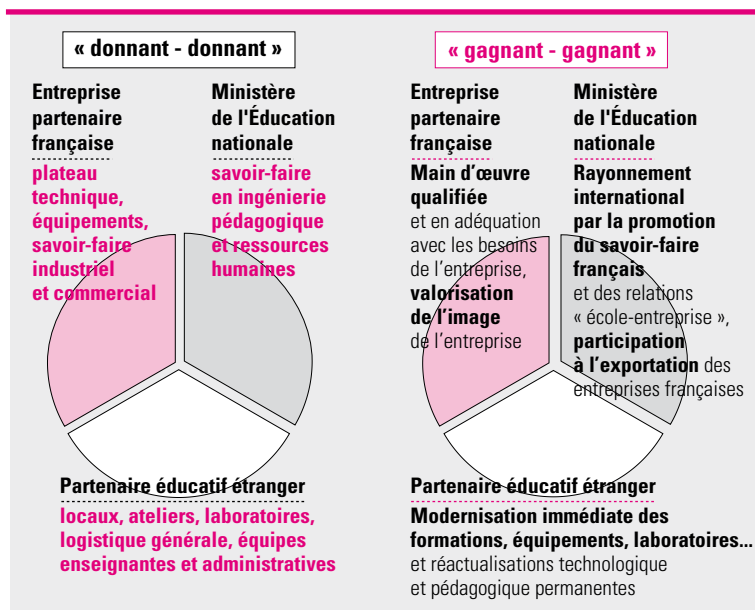 « donnant - donnant »
Entreprise
partenaire
française
plateau
technique,
équipements,
savoir-faire
industriel
et commercial
Ministère
de l'Éducation
nationale
savoir-faire
en ingénierie
pédagogique
et ressources
humaines
Partenaire éducatif étranger
locaux, ateliers, laboratoires,
logistique générale, équipes
enseignantes et administratives
« gagnant - gagnant »
Entreprise
partenaire
française
Main d’œuvre
qualifiée
et en adéquation
avec les besoins
de l’entreprise,
valorisation
de l’image
de l’entreprise
Ministère
de l'Éducation
nationale
Rayonnement
international
par la promotion
du savoir-faire
français
et des relations
« école-entreprise »,
participation
à l’exportation des
entreprises françaises
Partenaire éducatif étranger
Modernisation immédiate des
formations, équipements, laboratoires...
et réactualisations technologique
et pédagogique permanentes